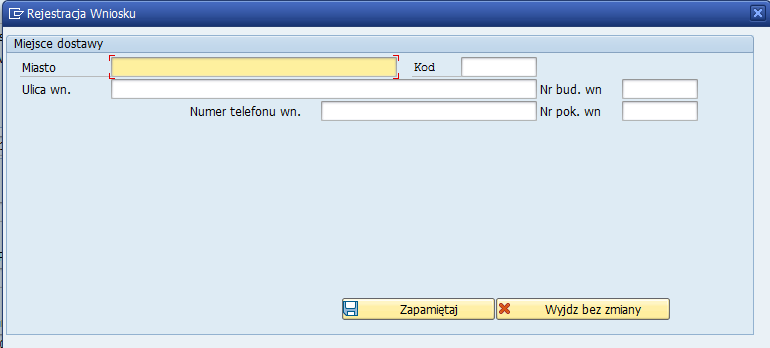 Rejestracja Wniosku
Miejsce dostawy
Miasto Kod
Ulica wn. Nr bud. wn
Numer telefonu wn. Nr pok. wn
Zapamiętaj Wyjdz bez zmiany